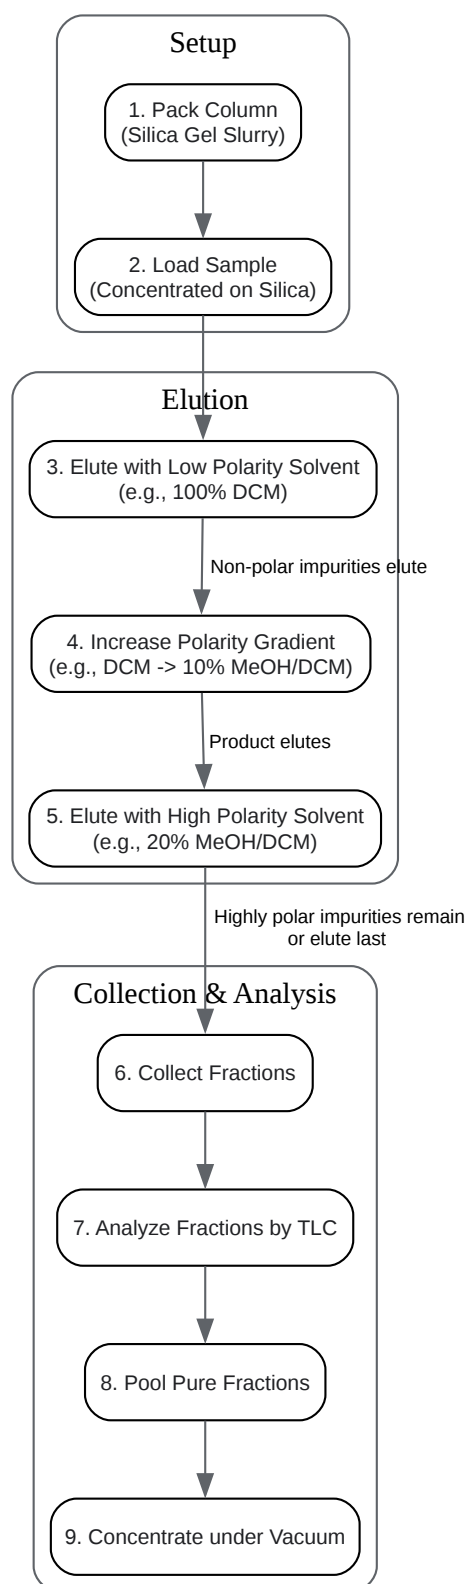 Setup
1. Pack Column
(Silica Gel Slurry)
2. Load Sample
(Concentrated on Silica)
Elution
3. Elute with Low Polarity Solvent
(e.g., 100% DCM)
Non-polar impurities elute
4. Increase Polarity Gradient
(e.g., DCM -> 10% MeOH/DCM)
Product elutes
5. Elute with High Polarity Solvent
(e.g., 20% MeOH/DCM)
Highly polar impurities remain
or elute last
Collection & Analysis
6. Collect Fractions
7. Analyze Fractions by TLC
8. Pool Pure Fractions
9. Concentrate under Vacuum